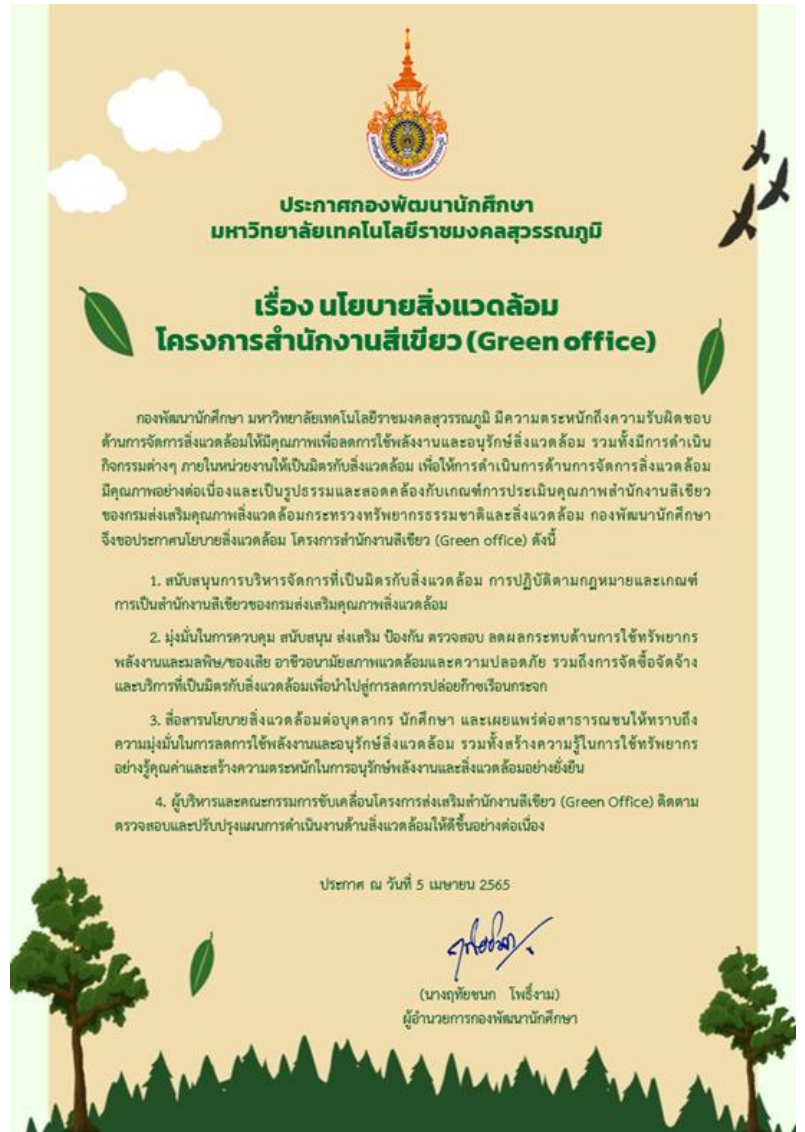 ประกาศกองพัฒนานักศึกษา
มหาวิทยาลัยเทคโนโลยีราชมงคลสุวรรณภูมิ
เรื่อง นโยบายสิ่งแวดล้อม
โครงการสำนักงานสีเขียว (Green office)
กองพัฒนานักศึกษา มหาวิทยาลัยเทคโนโลยีราชมงคลสุวรรณภูมิ มีความตระหนักถึงความรับผิดชอบ
ด้านการจัดการสิ่งแวดล้อมให้มีคุณภาพเพื่อลดการใช้พลังงานและอนุรักษ์สิ่งแวดล้อม รวมทั้งมีการดำเนิน
กิจกรรมต่างๆ ภายในหน่วยงานให้เป็นมิตรกับสิ่งแวดล้อม เพื่อให้การดำเนินการด้านการจัดการสิ่งแวดล้อม
มีคุณภาพอย่างต่อเนื่องและเป็นรูปธรรมและสอดคล้องกับเกณฑ์การประเมินคุณภาพสำนักงานสีเขียว
ของกรมส่งเสริมคุณภาพสิ่งแวดล้อมกระทรวงทรัพยากรธรรมชาติและสิ่งแวดล้อม กองพัฒนานักศึกษา
จึงขอประกาศนโยบายสิ่งแวดล้อม โครงการสำนักงานสีเขียว (Green office) ดังนี้
1. สนับสนุนการบริหารจัดการที่เป็นมิตรกับสิ่งแวดล้อม การปฏิบัติตามกฎหมายและเกณฑ์
การเป็นสำนักงานสีเขียวของกรมส่งเสริมคุณภาพสิ่งแวดล้อม
2. มุ่งมั่นในการควบคุม สนับสนุน ส่งเสริม ป้องกัน ตรวจสอบ ลดผลกระทบด้านการใช้ทรัพยากร
พลังงานและมลพิษ/ของเสีย อาชีวอนามัยสภาพแวดล้อมและความปลอดภัย รวมถึงการจัดซื้อจัดจ้าง
และบริการที่เป็นมิตรกับสิ่งแวดล้อมเพื่อนำไปสู่การลดการปล่อยก๊าซเรือนกระจก
3. สื่อสารนโยบายสิ่งแวดล้อมต่อบุคลากร นักศึกษา และเผยแพร่ต่อสาธารณชนให้ทราบถึง
ความมุ่งมั่นในการลดการใช้พลังงานและอนุรักษ์สิ่งแวดล้อม รวมทั้งสร้างความรู้ในการใช้ทรัพยากร
อย่างรู้คุณค่าและสร้างความตระหนักในการอนุรักษ์พลังงานและสิ่งแวดล้อมอย่างยั่งยืน
4. ผู้บริหารและคณะกรรมการขับเคลื่อนโครงการส่งเสริมสำนักงานสีเขียว (Green Office) ติดตาม
ตรวจสอบและปรับปรุงแผนการดำเนินงานด้านสิ่งแวดล้อมให้ดีขึ้นอย่างต่อเนื่อง
ประกาศ ณ วันที่ 5 เมษายน 2565
(นางฤทัยชนก โพธิ์งาม)
ผู้อำนวยการกองพัฒนานักศึกษา